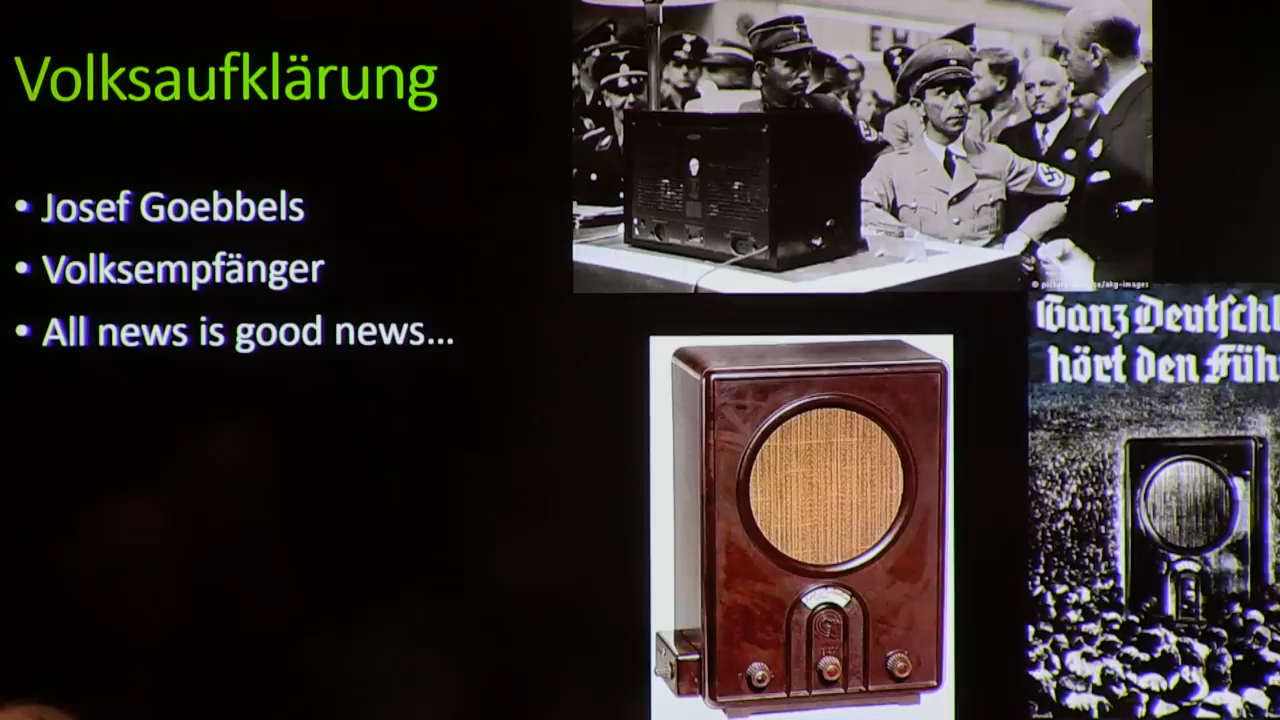 Volksaufklärung
• Josef Goebbels
• Volksempfänger
• All news is good news...
Ganz Deutschl
hört den Füh